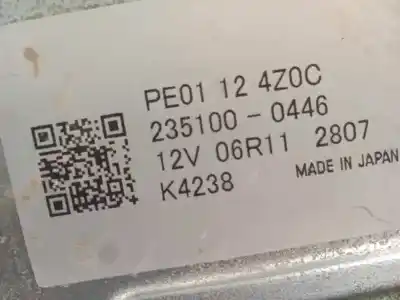 PE01 12 4Z0C
235100-0446
12V 06R11 2807
K4238 MADE IN JAPAN